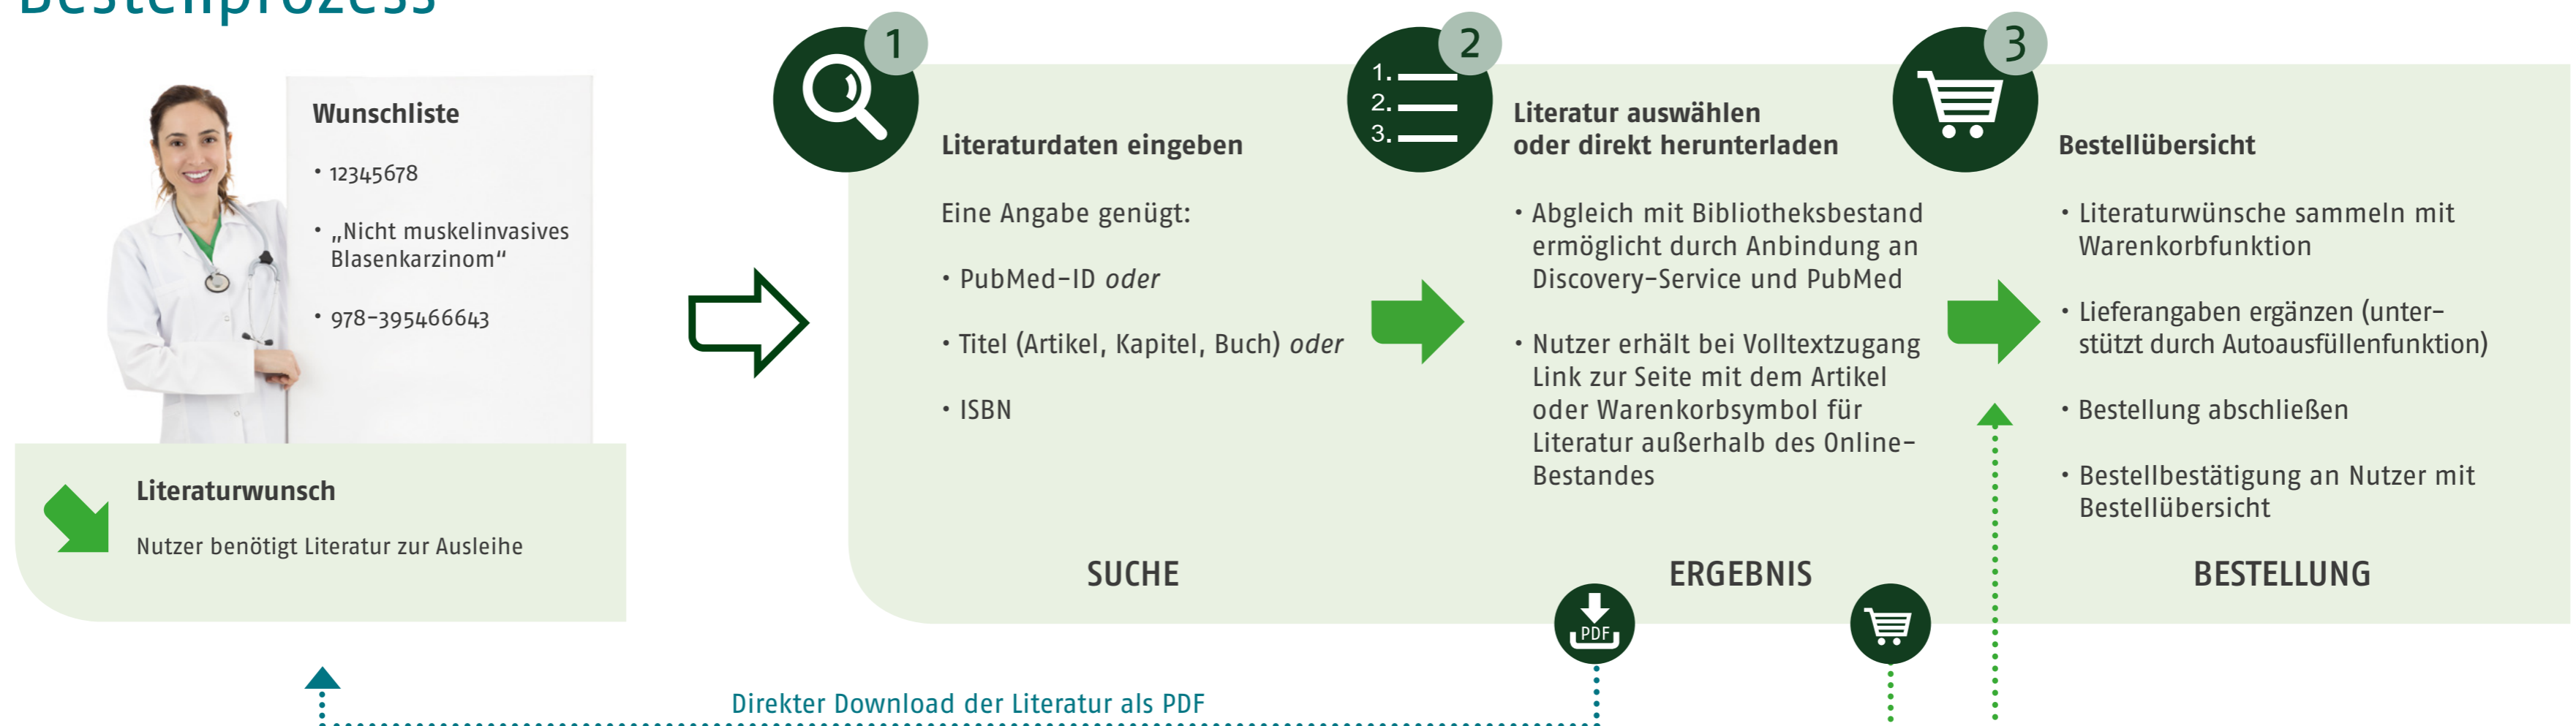 Bestellprozess
Wunschliste
• 12345678
• „Nicht muskelinvasives
Blasenkarzinom“
• 978-395466643
Literaturwunsch
Nutzer benötigt Literatur zur Ausleihe
1
Literaturdaten eingeben
Eine Angabe genügt:
• PubMed-ID oder
• Titel (Artikel, Kapitel, Buch) oder
• ISBN
SUCHE
2
1.
2.
3.
Literatur auswählen
oder direkt herunterladen
• Abgleich mit Bibliotheksbestand
ermöglicht durch Anbindung an
Discovery-Service und PubMed
• Nutzer erhält bei Volltextzugang
Link zur Seite mit dem Artikel
oder Warenkorbsymbol für
Literatur außerhalb des Online-
Bestandes
ERGEBNIS
PDF
3
Bestellübersicht
• Literaturwünsche sammeln mit
Warenkorbfunktion
• Lieferangaben ergänzen (unter-
stützt durch Autoausfüllenfunktion)
• Bestellung abschließen
• Bestellbestätigung an Nutzer mit
Bestellübersicht
BESTELLUNG
Direkter Download der Literatur als PDF